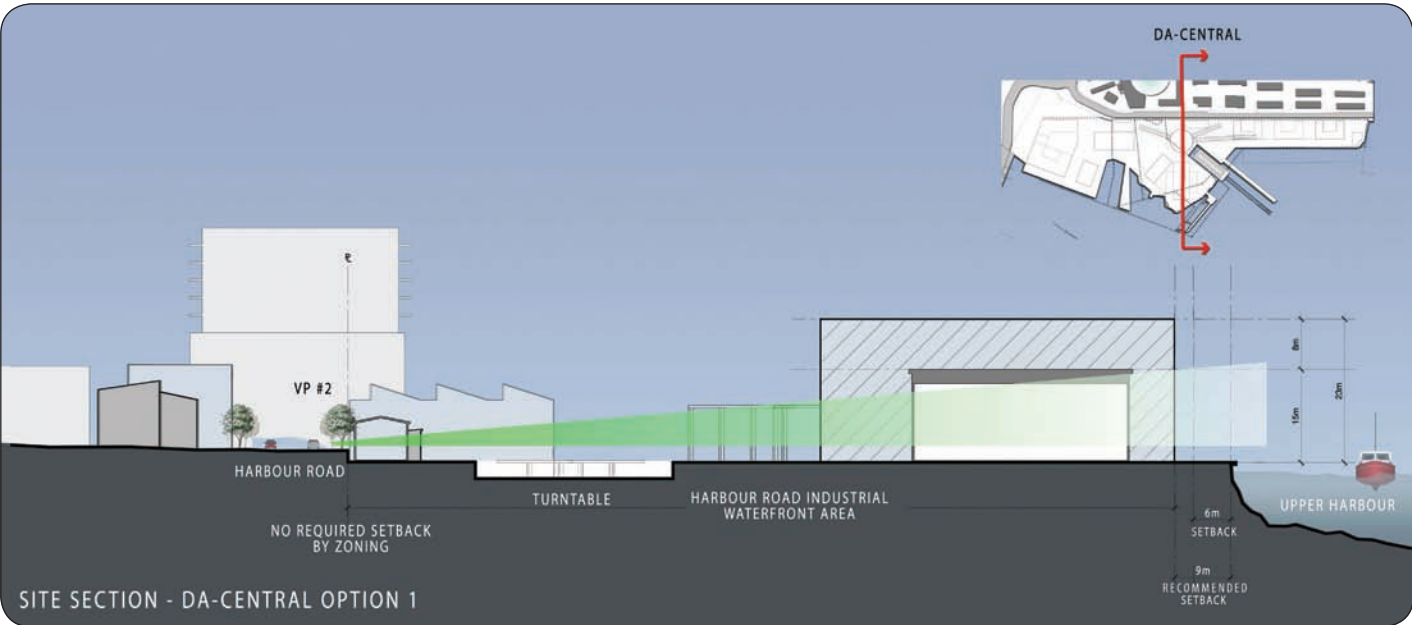 DA-CENTRAL
VP #2
8m
15m
23m
HARBOUR ROAD
TURNTABLE
HARBOUR ROAD INDUSTRIAL
WATERFRONT AREA
UPPER HARBOUR
NO REQUIRED SETBACK
BY ZONING
6m
SETBACK
9m
RECOMMENDED
SETBACK
SITE SECTION - DA-CENTRAL OPTION 1